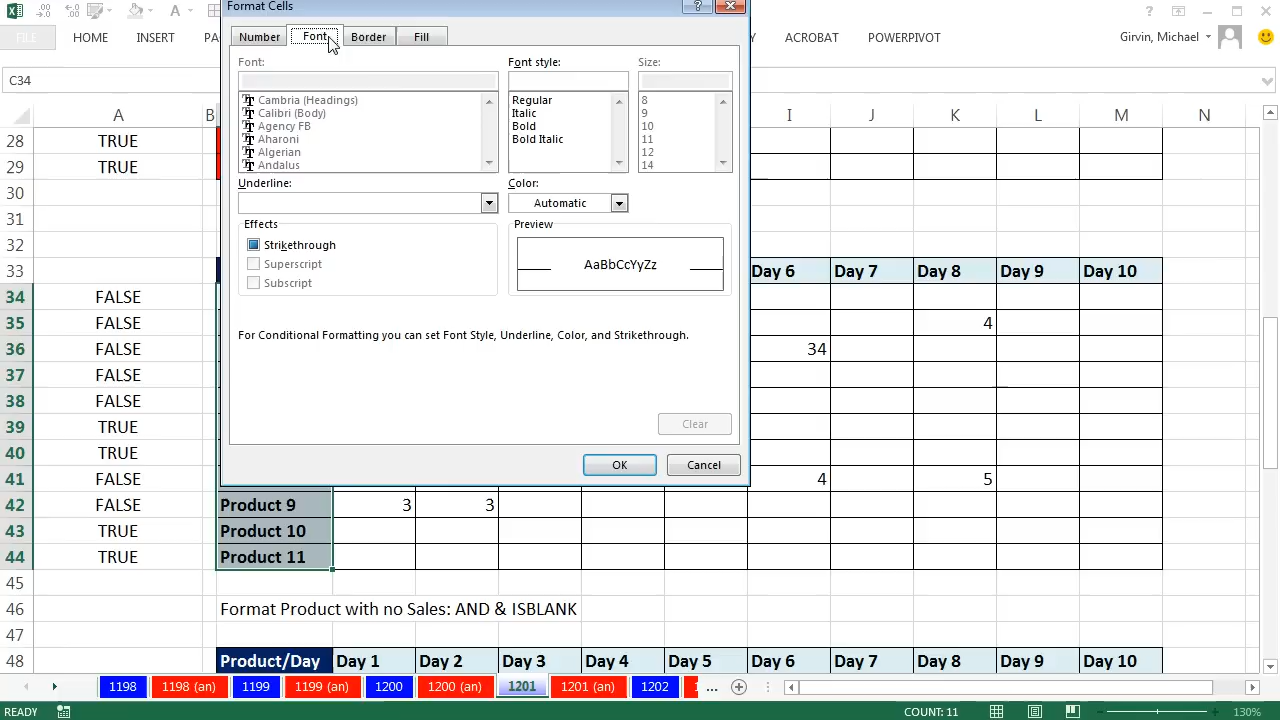 Format Cells
?
Number Font Border Fill
FILE HOME INSERT PA Y ACROBAT POWERPIVOT Girvin, Michael
Font: Font style: Size:
C34
Cambria (Headings) Regular 8
Calibri (Body) Italic 9
Agency FB Bold 10
Aharoni Bold Italic 11
Algerian 12
Andalus 14
Underline: Color:
Automatic
Effects Preview
Strikethrough
Superscript AaBbCcYyZz
Subscript
For Conditional Formatting you can set Font Style, Underline, Color, and Strikethrough.
Clear
OK Cancel
A B I J K L M N
28 TRUE
29 TRUE
30
31
32
33 Day 6 Day 7 Day 8 Day 9 Day 10
34 FALSE
35 FALSE 4
36 FALSE 34
37 FALSE
38 FALSE
39 TRUE
40 TRUE
41 FALSE 4 5
42 FALSE Product 9 3 3
43 TRUE Product 10
44 TRUE Product 11
45
46 Format Product with no Sales: AND & ISBLANK
47
48 Product/Day Day 1 Day 2 Day 3 Day 4 Day 5 Day 6 Day 7 Day 8 Day 9 Day 10
1198 1198 (an) 1199 1199 (an) 1200 1200 (an) 1201 1201 (an) 1202 1 ...
READY COUNT: 11 130%